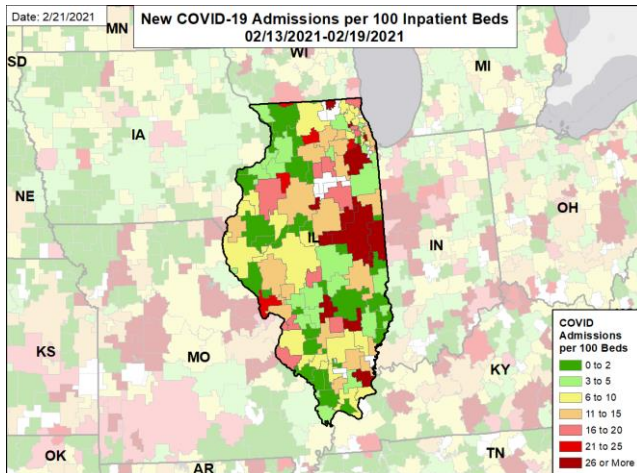 Date: 2/21/2021
New COVID-19 Admissions per 100 Inpatient Beds
02/13/2021-02/19/2021
MN
WI
SD
MI
IA
NE
OH
IL
IN
KS
MO
KY
OK
AR
TN
COVID
Admissions
per 100 Beds
0 to 2
3 to 5
6 to 10
11 to 15
16 to 20
21 to 25
26 or More